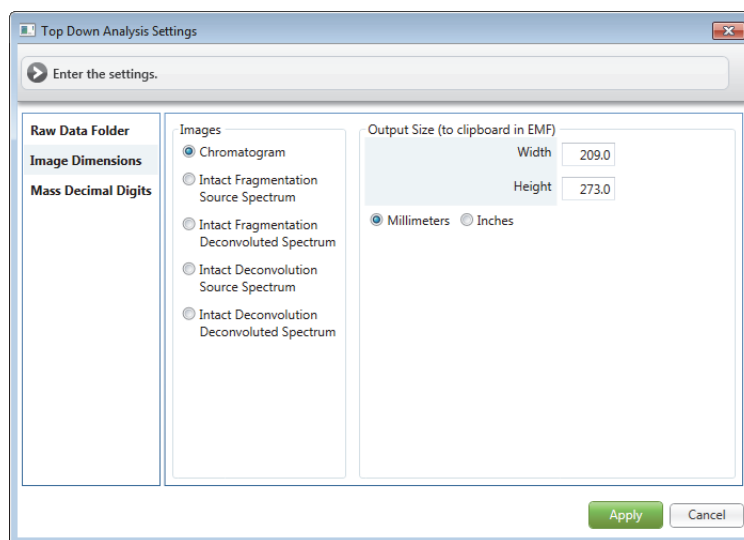 Top Down Analysis Settings
Enter the settings.
Raw Data Folder
Image Dimensions
Mass Decimal Digits
Images
Chromatogram
Intact Fragmentation
Source Spectrum
Intact Fragmentation
Deconvoluted Spectrum
Intact Deconvolution
Source Spectrum
Intact Deconvolution
Deconvoluted Spectrum
Output Size (to clipboard in EMF)
Width 209.0
Height 273.0
Millimeters Inches
Apply Cancel